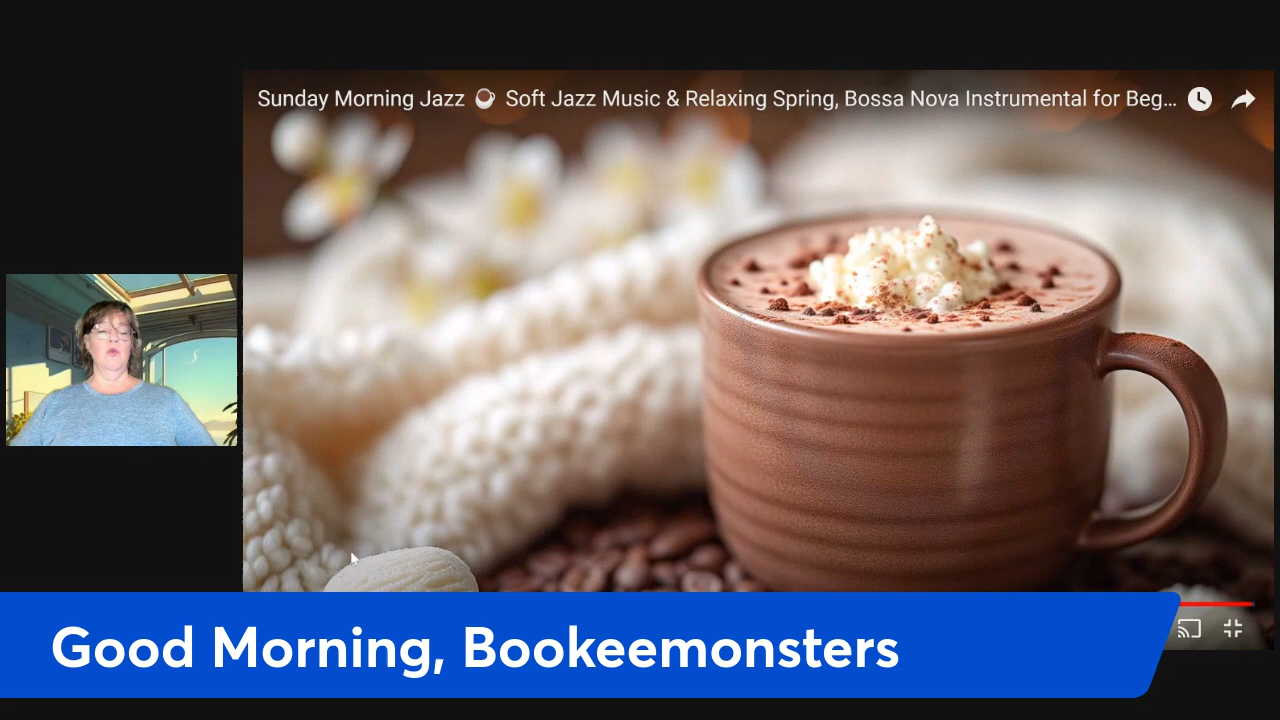 Sunday Morning Jazz ☕ Soft Jazz Music & Relaxing Spring, Bossa Nova Instrumental for Beg...
Good Morning, Bookeemonsters